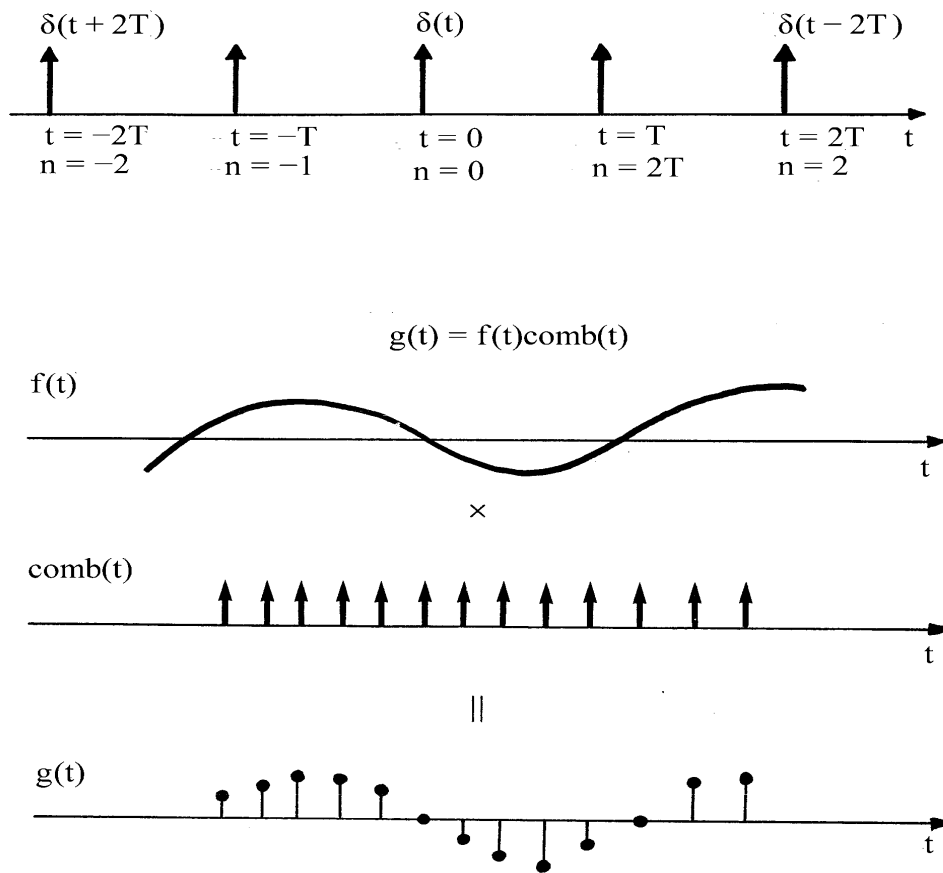 δ(t + 2T) δ(t) δ(t − 2T)
t = −2T t = −T t = 0 t = T t = 2T t
n = −2 n = −1 n = 0 n = 2T n = 2
g(t) = f(t)comb(t)
f(t)
t
×
comb(t)
t
||
g(t)
t